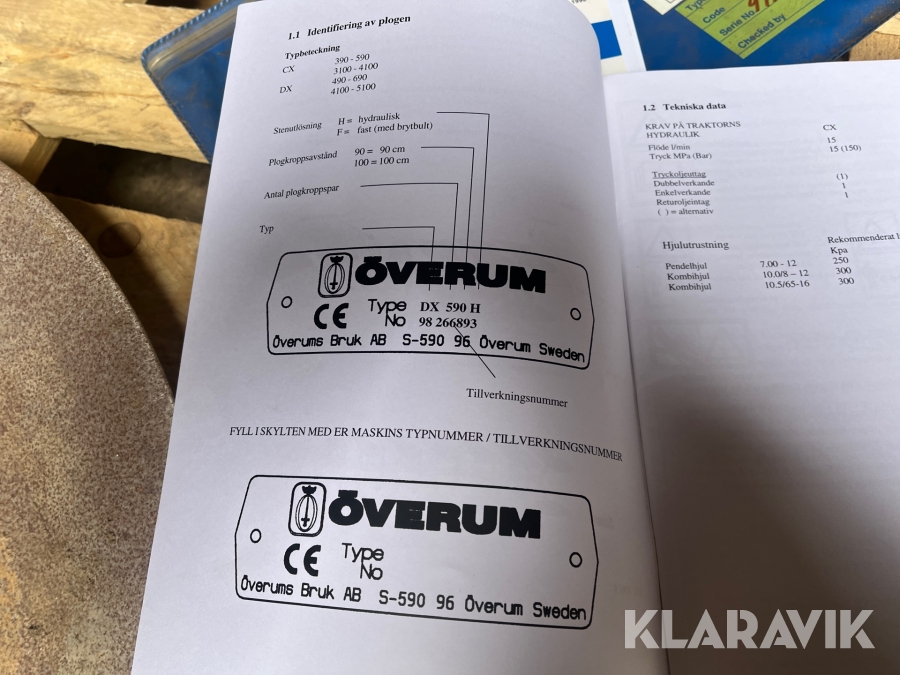 1.1 Identifiering av plogen
Typbeteckning
CX 390 - 590
3100 - 4100
DX 490 - 690
4100 - 5100
Stenutlösning H = hydraulisk
F = fast (med brytbult)
Plogkroppsavstånd 90 = 90 cm
100 = 100 cm
Antal plogkroppspar
Typ
ÖVERUM
CE Type DX 590 H
No 98 266893
Överums Bruk AB S-590 96 Överum Sweden
Tillverkningsnummer
FYLL I SKYLTEN MED ER MASKINS TYPNUMMER / TILLVERKNINGSNUMMER
ÖVERUM
CE Type
No
Överums Bruk AB S-590 96 Överum Sweden
Code
Serie No
Checked by
1.2 Tekniska data
KRAV PÅ TRAKTORNS
HYDRAULIK CX
Flöde l/min 15
Tryck MPa (Bar) 15 (150)
Tryckoljeuttag
Dubbelverkande (1)
Enkelverkande 1
Returoljeintag 1
( ) = alternativ
Hjulutrustning Rekommenderat l
Kpa
Pendelhjul 7.00 - 12 250
Kombihjul 10.0/8 – 12 300
Kombihjul 10.5/65-16 300
KLARAVIK